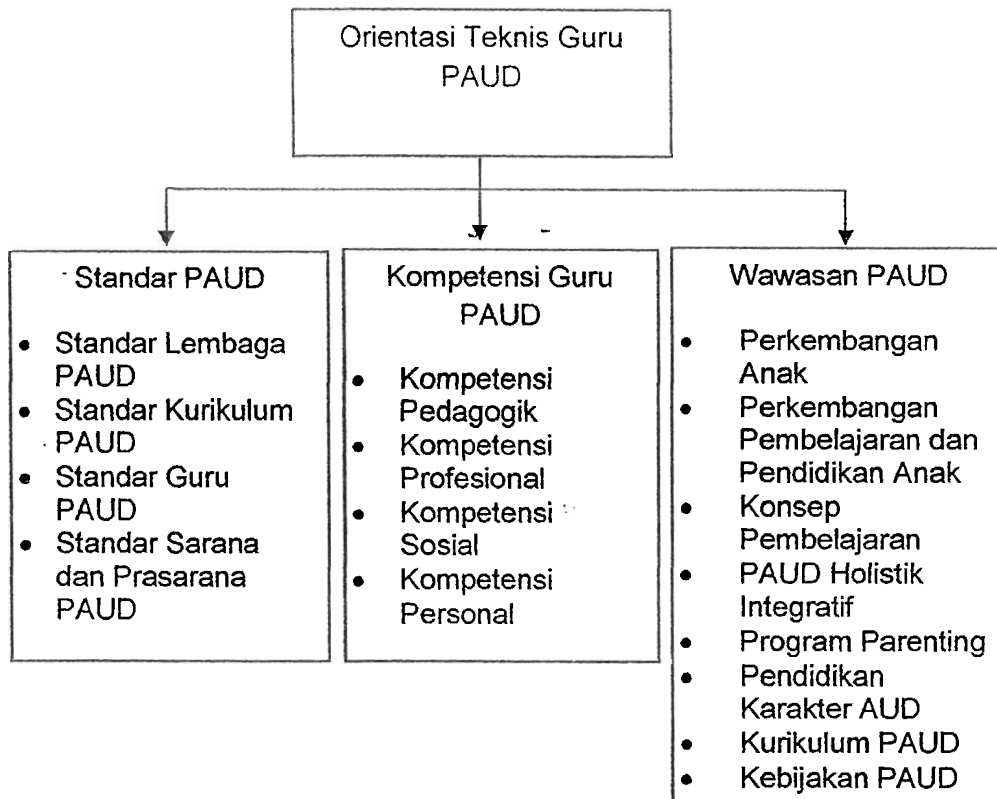 Orientasi Teknis Guru
PAUD
Standar PAUD
• Standar Lembaga
PAUD
• Standar Kurikulum
PAUD
• Standar Guru
PAUD
• Standar Sarana
dan Prasarana
PAUD
Kompetensi Guru
PAUD
• Kompetensi
Pedagogik
• Kompetensi
Profesional
• Kompetensi
Sosial
• Kompetensi
Personal
Wawasan PAUD
• Perkembangan
Anak
• Perkembangan
Pembelajaran dan
Pendidikan Anak
• Konsep
Pembelajaran
• PAUD Holistik
Integratif
• Program Parenting
• Pendidikan
Karakter AUD
• Kurikulum PAUD
• Kebijakan PAUD